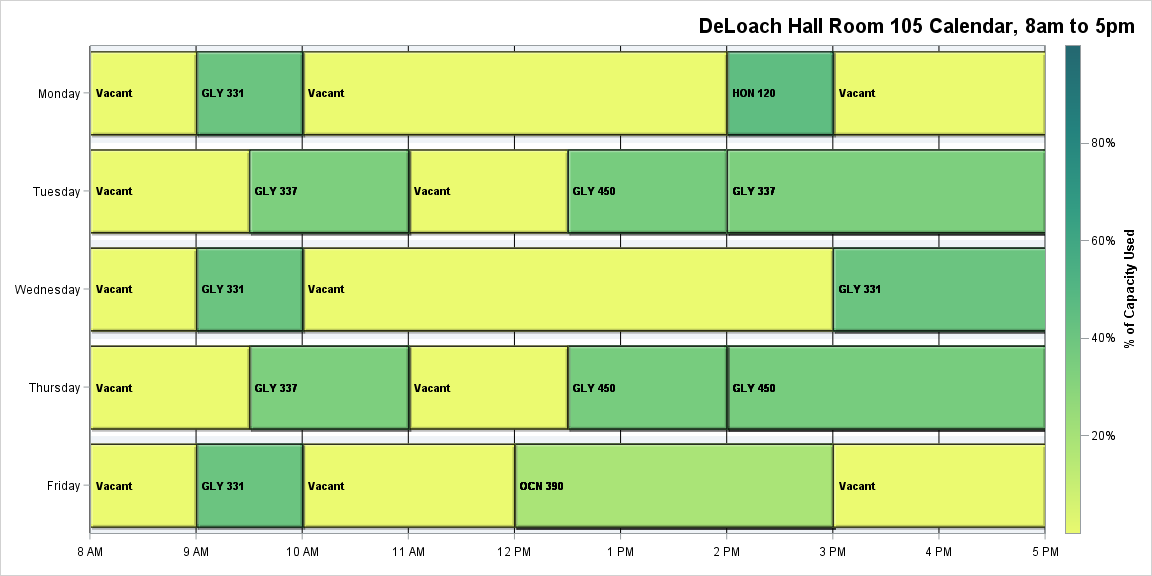 DeLoach Hall Room 105 Calendar, 8am to 5pm
Monday
Vacant
GLY 331
Vacant
HON 120
Vacant
Tuesday
Vacant
GLY 337
Vacant
GLY 450
GLY 337
Wednesday
Vacant
GLY 331
Vacant
GLY 331
Thursday
Vacant
GLY 337
Vacant
GLY 450
GLY 450
Friday
Vacant
GLY 331
Vacant
OCN 390
Vacant
8 AM
9 AM
10 AM
11 AM
12 PM
1 PM
2 PM
3 PM
4 PM
5 PM
80%
60%
40%
20%
% of Capacity Used